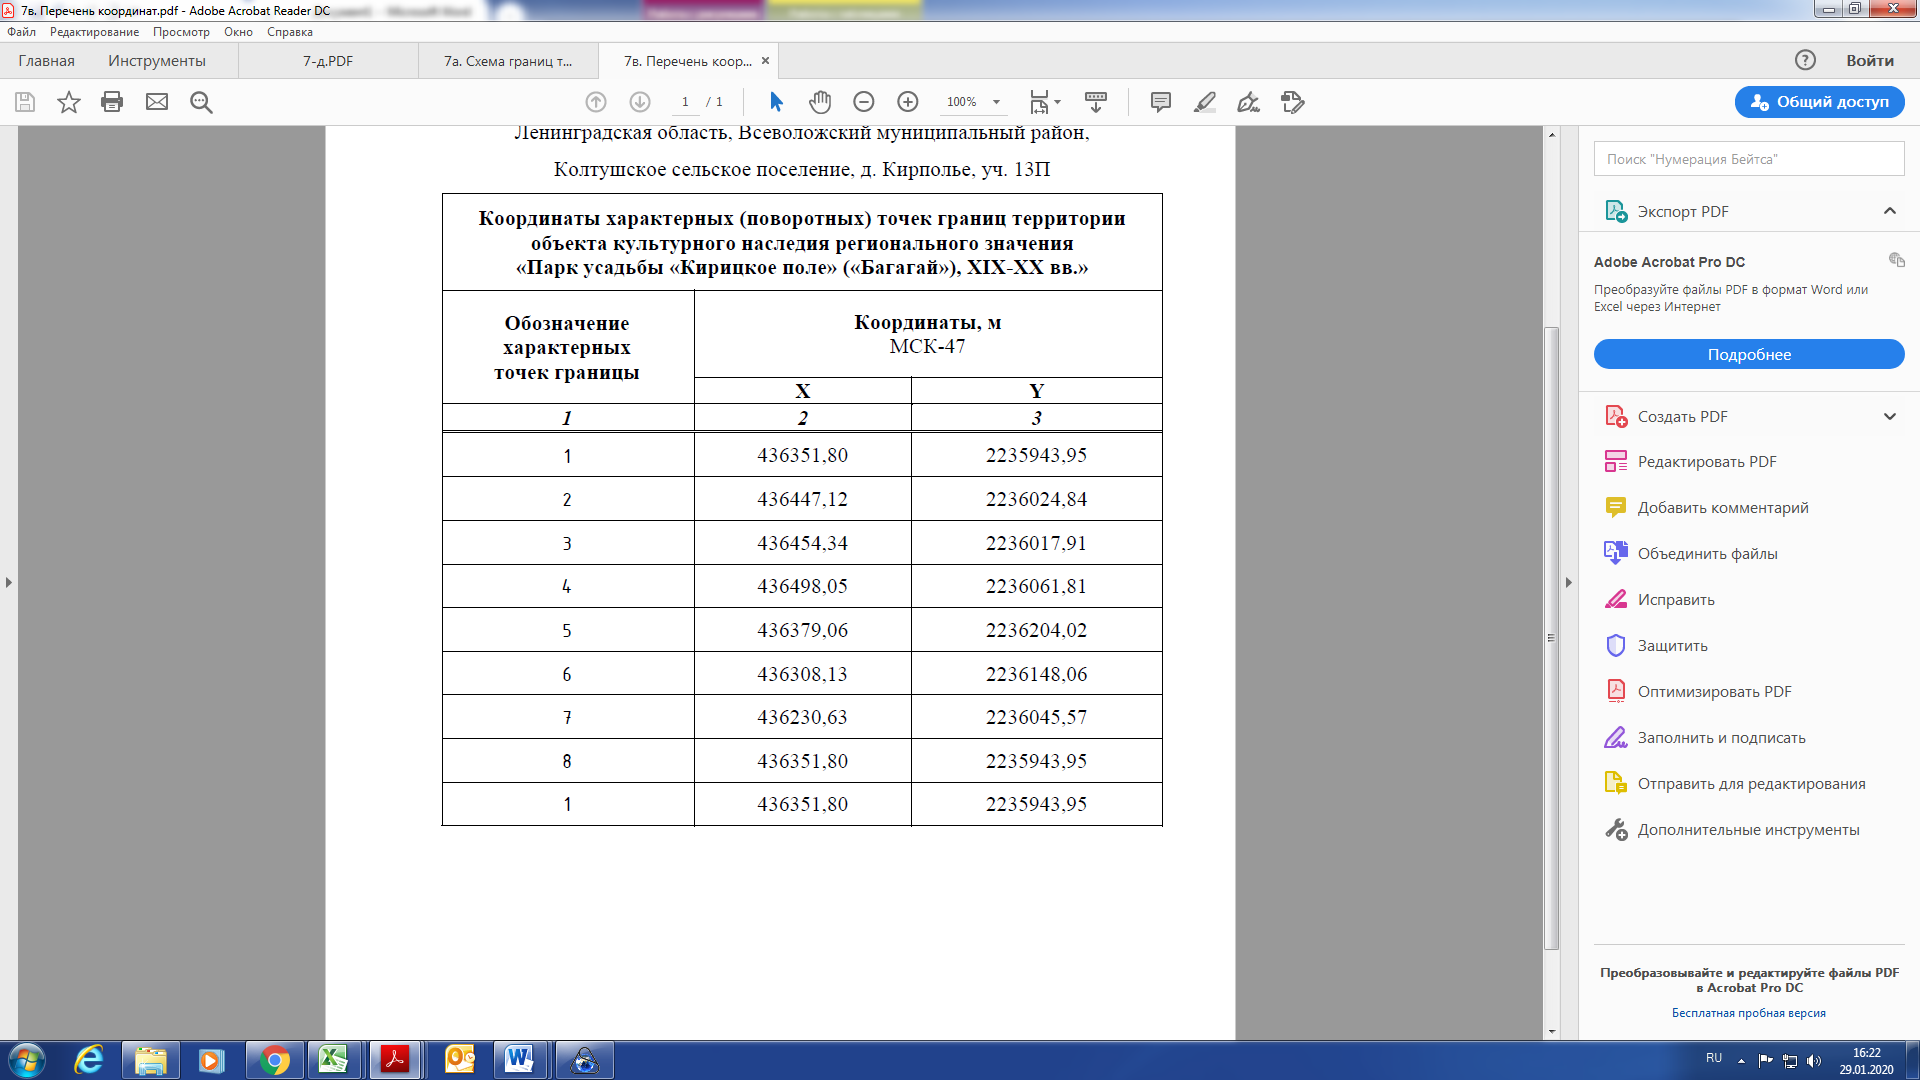 7в. Перечень координат.pdf - Adobe Acrobat Reader DC
Файл Редактирование Просмотр Окно Справка
Главная Инструменты 7-д.PDF 7а. Схема границ т... 7в. Перечень коор... × Войти
1 / 1 100% Общий доступ
Ленинградская область, Всеволожский муниципальный район,
Колтушское сельское поселение, д. Кирполье, уч. 13П
Координаты характерных (поворотных) точек границ территории
объекта культурного наследия регионального значения
«Парк усадьбы «Кирицкое поле» («Багагай»), XIX-XX вв.»
Обозначение
характерных
точек границы
Координаты, м
МСК-47
X Y
1 2 3
1 436351,80 2235943,95
2 436447,12 2236024,84
3 436454,34 2236017,91
4 436498,05 2236061,81
5 436379,06 2236204,02
6 436308,13 2236148,06
7 436230,63 2236045,57
8 436351,80 2235943,95
1 436351,80 2235943,95
Поиск "Нумерация Бейтса"
Экспорт PDF
Adobe Acrobat Pro DC
Преобразуйте файлы PDF в формат Word или
Excel через Интернет
Подробнее
Создать PDF
Редактировать PDF
Добавить комментарий
Объединить файлы
Исправить
Защитить
Оптимизировать PDF
Заполнить и подписать
Отправить для редактирования
Дополнительные инструменты
Преобразовывайте и редактируйте файлы PDF
в Acrobat Pro DC
Бесплатная пробная версия
RU
16:22
29.01.2020